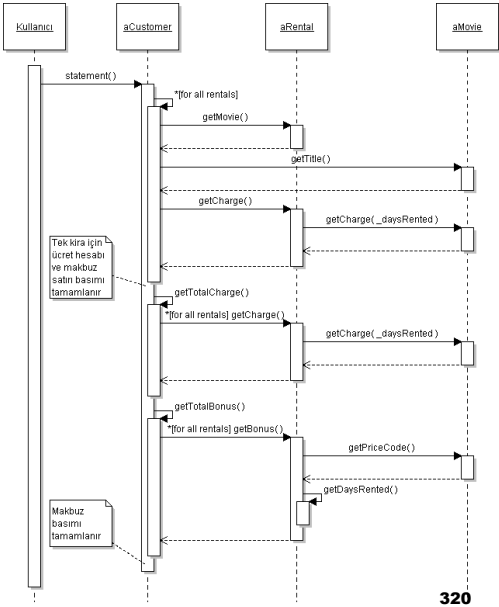 Kullanıcı
aCustomer
aRental
aMovie
statement( )
*[for all rentals]
getMovie( )
getTitle( )
getCharge( )
getCharge( _daysRented )
Tek kira için
ücret hesabı
ve makbuz
satırı basımı
tamamlanır
getTotalCharge( )
*[for all rentals] getCharge( )
getCharge( _daysRented )
getTotalBonus( )
*[for all rentals] getBonus( )
getPriceCode( )
getDaysRented( )
Makbuz
basımı
tamamlanır
320